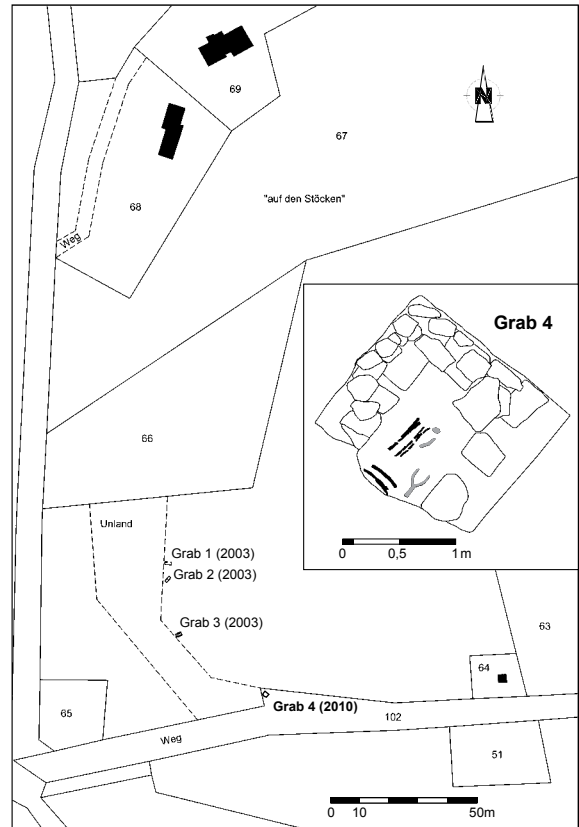 69
N
67
"auf den Stöcken"
68
Weg
Grab 4
0 0,5 1 m
66
Unland
Grab 1 (2003)
Grab 2 (2003)
Grab 3 (2003)
63
64
Grab 4 (2010)
65
102
Weg
51
0 10 50m